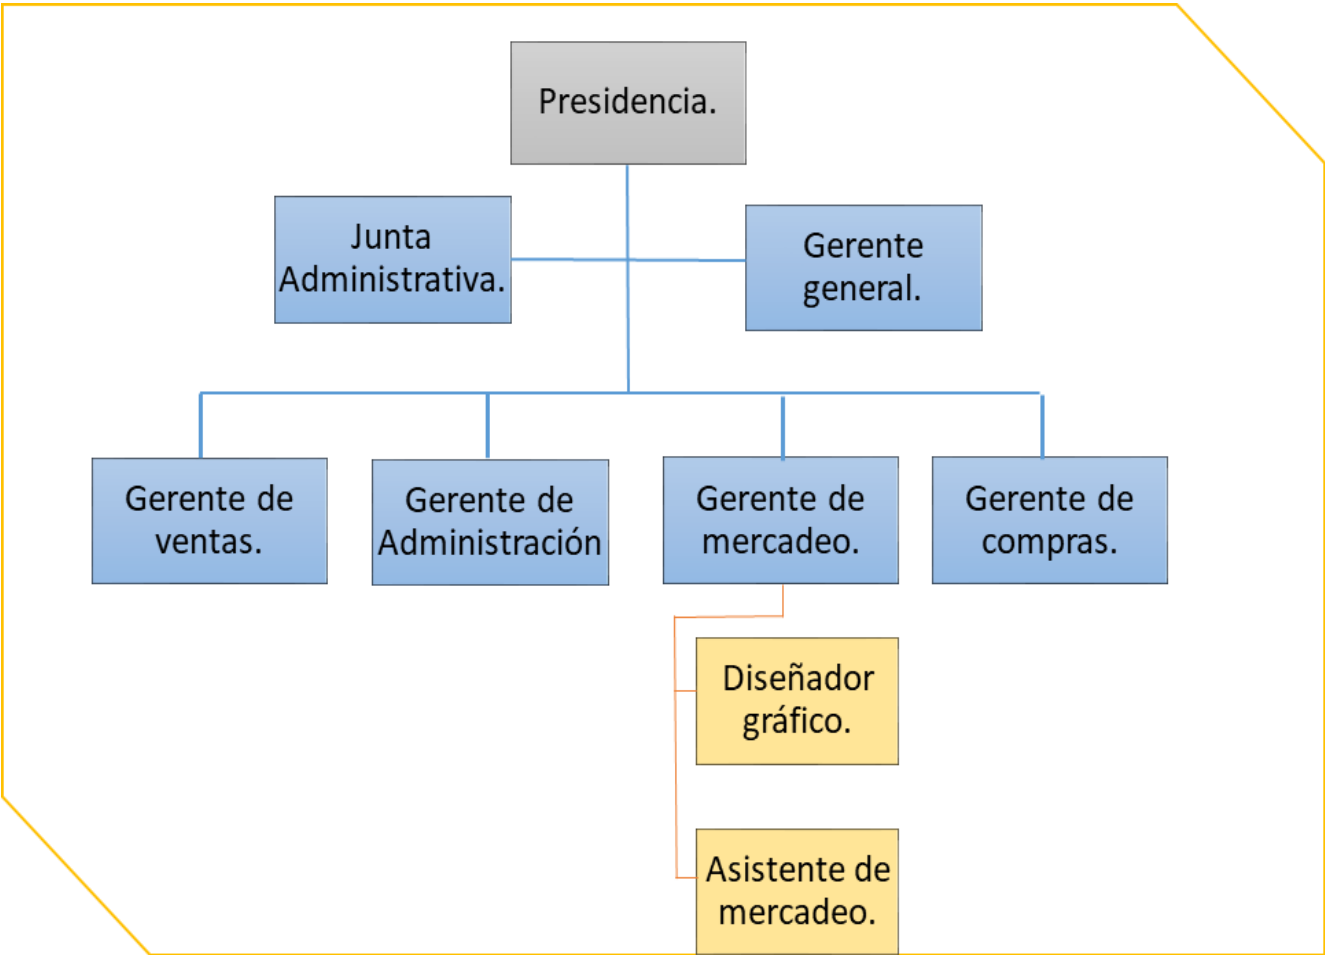 Presidencia.
Junta
Administrativa.
Gerente
general.
Gerente de
ventas.
Gerente de
Administración
Gerente de
mercadeo.
Gerente de
compras.
Diseñador
gráfico.
Asistente de
mercadeo.